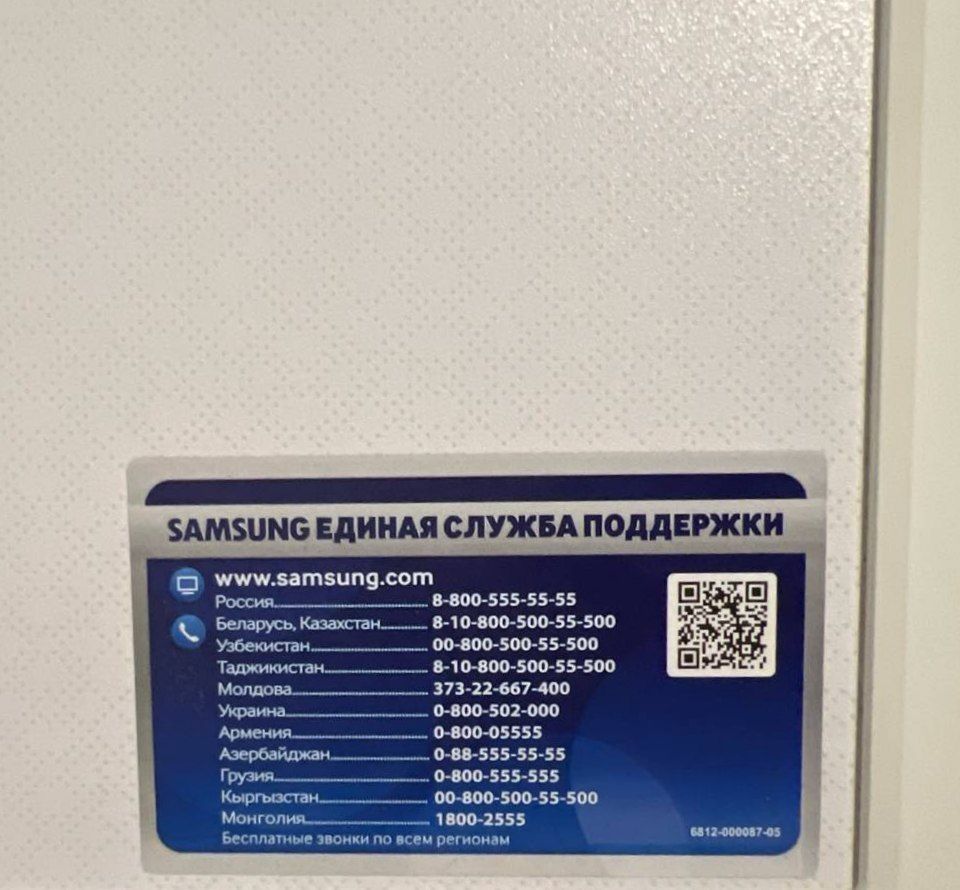 SAMSUNG ЕДИНАЯ СЛУЖБА ПОДДЕРЖКИ
www.samsung.com
Россия 8-800-555-55-55
Беларусь, Казахстан 8-10-800-500-55-500
Узбекистан 00-800-500-55-500
Таджикистан 8-10-800-500-55-500
Молдова 373-22-667-400
Украина 0-800-502-000
Армения 0-800-05555
Азербайджан 0-88-555-55-55
Грузия 0-800-555-555
Кыргызстан 00-800-500-55-500
Монголия 1800-2555
Бесплатные звонки по всем регионам
6812-000087-05